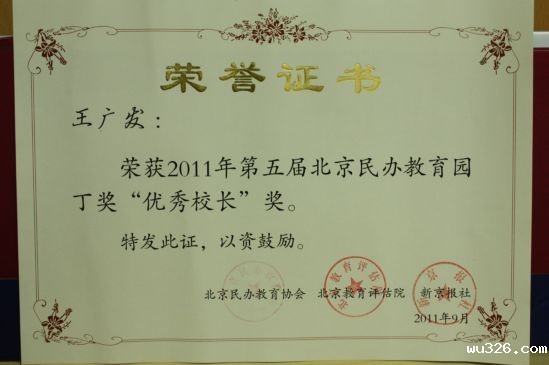 荣誉证书
王广发：
荣获2011年第五届北京民办教育园
丁奖“优秀校长”奖。
特发此证，以资鼓励。
北京民办教育协会 北京教育评估院 新京报社
2011年9月
wu326.com